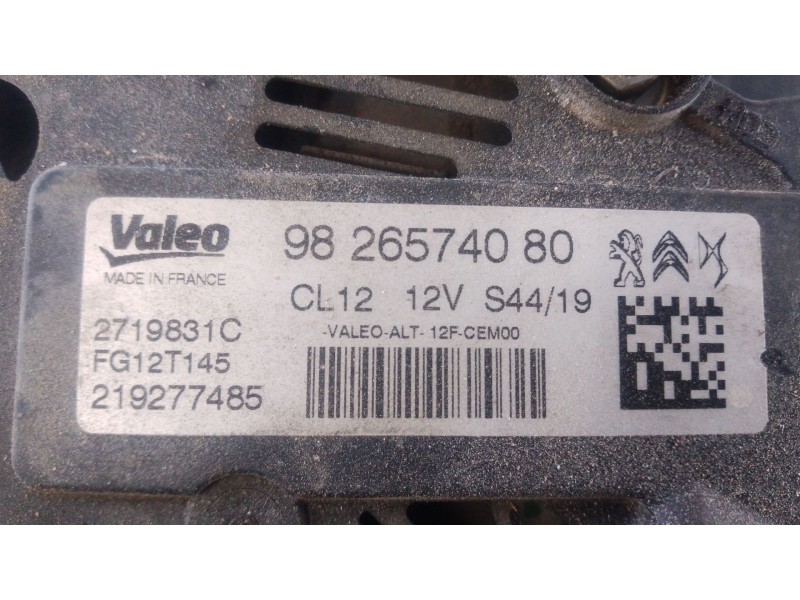 Valeo
MADE IN FRANCE
98 265740 80
CL12 12V S44/19
2719831C
FG12T145
219277485
-VALEO-ALT-12F-CEM00